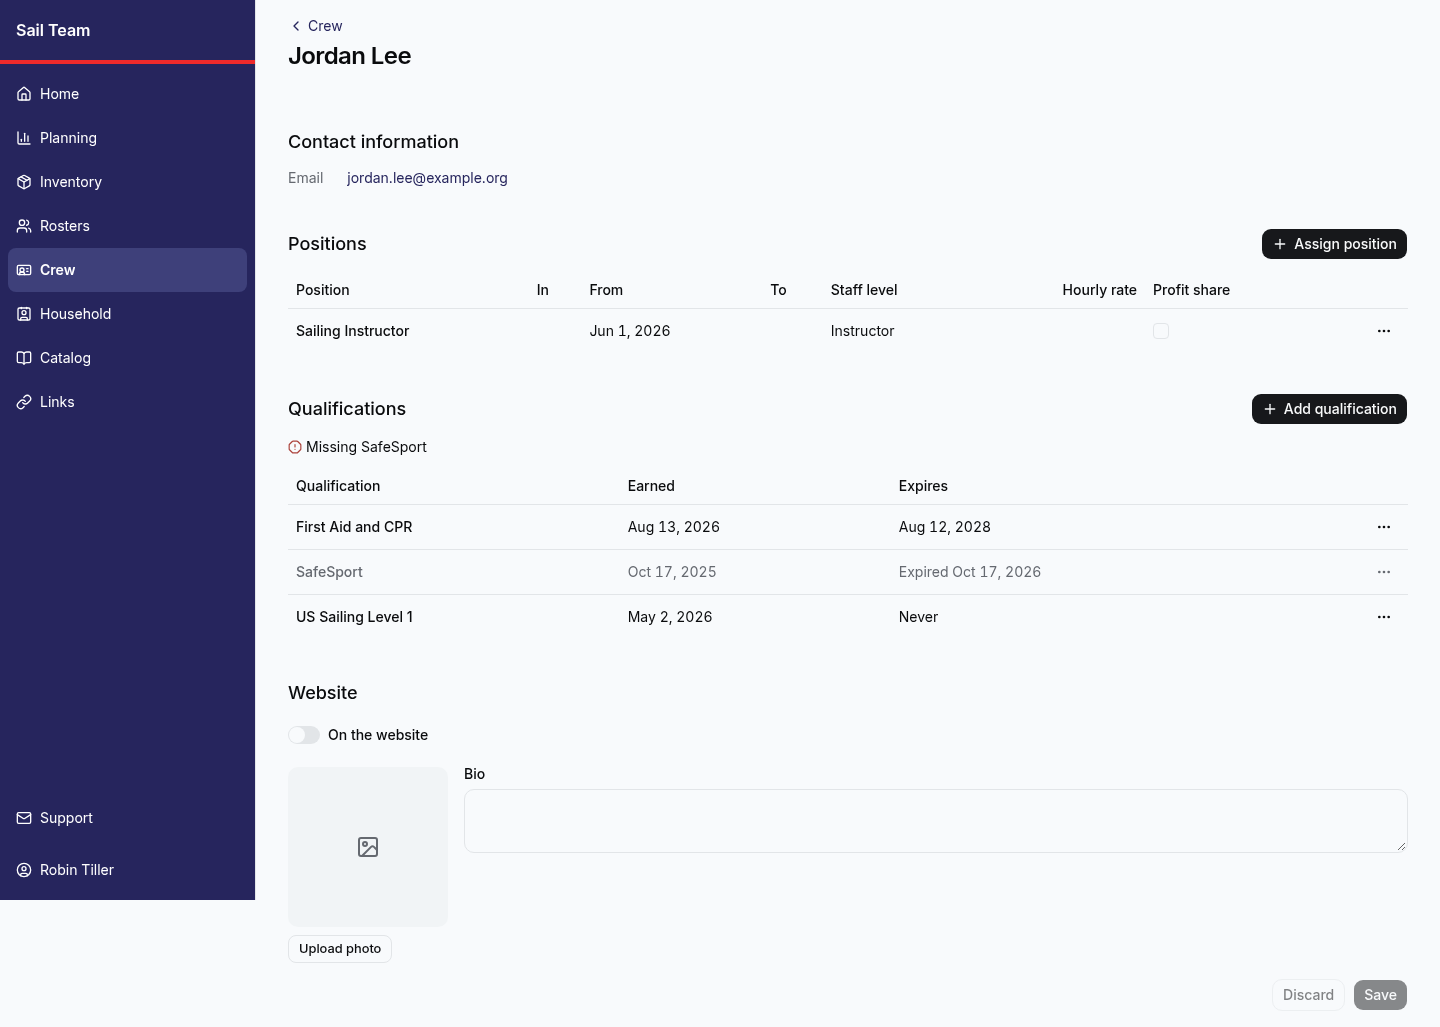 Sail Team
Home
Planning
Inventory
Rosters
Crew
Household
Catalog
Links
Support
Robin Tiller
Crew
Jordan Lee
Contact information
Email jordan.lee@example.org
Positions
Assign position
Position In From To Staff level Hourly rate Profit share
Sailing Instructor Jun 1, 2026 Instructor
Qualifications
Add qualification
Missing SafeSport
Qualification Earned Expires
First Aid and CPR Aug 13, 2026 Aug 12, 2028
SafeSport Oct 17, 2025 Expired Oct 17, 2026
US Sailing Level 1 May 2, 2026 Never
Website
On the website
Bio
Upload photo
Discard Save